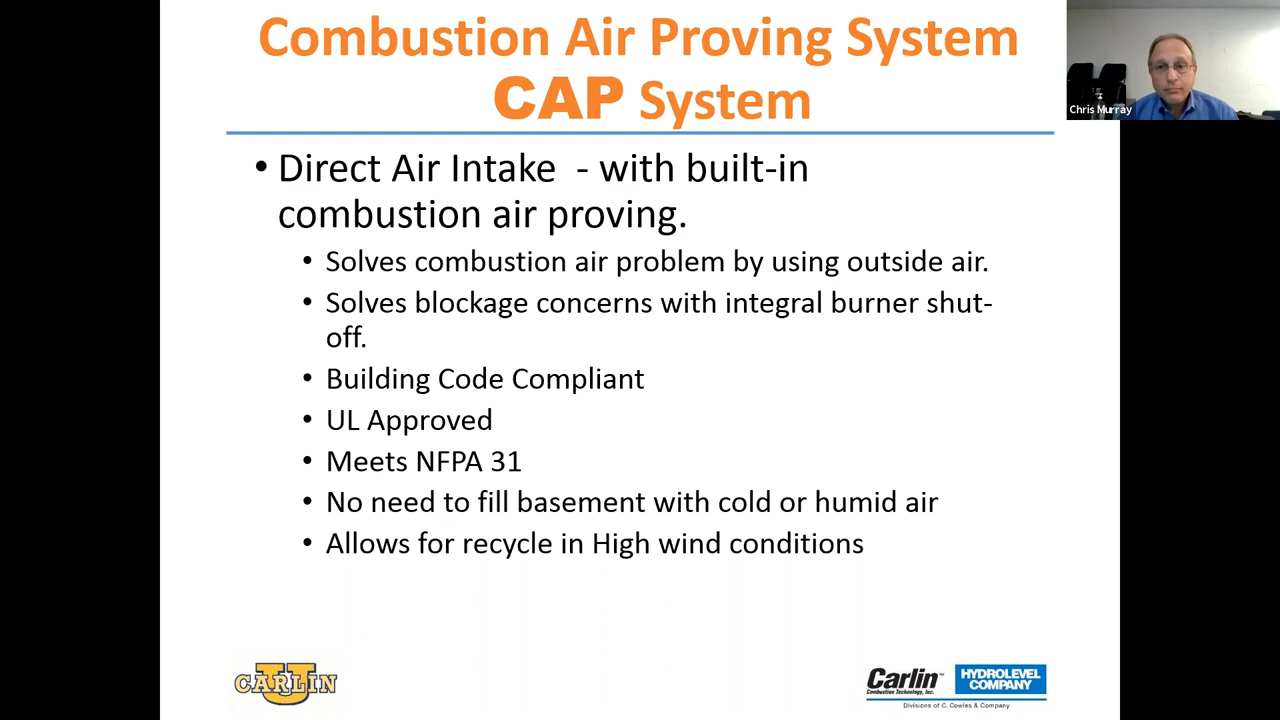 Combustion Air Proving System
CAP System
• Direct Air Intake - with built-in
combustion air proving.
• Solves combustion air problem by using outside air.
• Solves blockage concerns with integral burner shut-
off.
• Building Code Compliant
• UL Approved
• Meets NFPA 31
• No need to fill basement with cold or humid air
• Allows for recycle in High wind conditions
Chris Murray
U
CARLIN
Carlin™
Combustion Technology, Inc.
HYDROLEVEL
COMPANY
Divisions of C. Cowles & Company